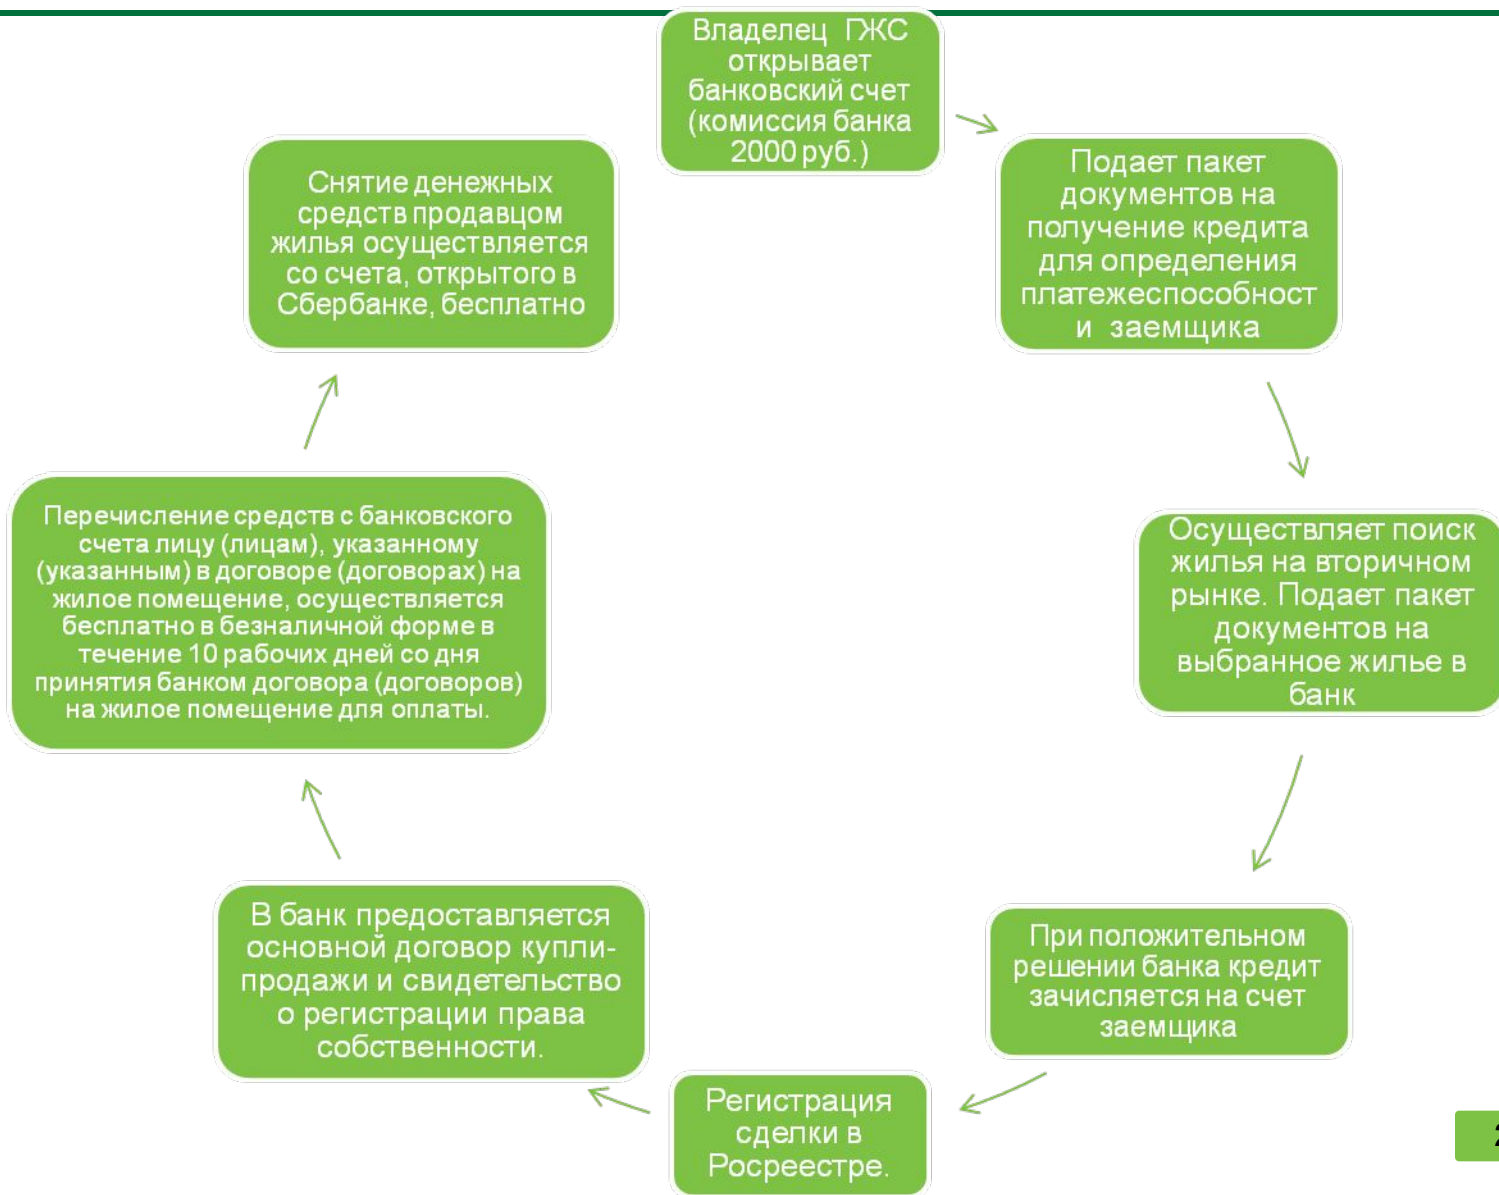 Владелец ГЖС
открывает
банковский счет
(комиссия банка
2000 руб.)
Подает пакет
документов на
получение кредита
для определения
платежеспособност
и заемщика
Осуществляет поиск
жилья на вторичном
рынке. Подает пакет
документов на
выбранное жилье в
банк
При положительном
решении банка кредит
зачисляется на счет
заемщика
Регистрация
сделки в
Росреестре.
В банк предоставляется
основной договор купли-
продажи и свидетельство
о регистрации права
собственности.
Перечисление средств с банковского
счета лицу (лицам), указанному
(указанным) в договоре (договорах) на
жилое помещение, осуществляется
бесплатно в безналичной форме в
течение 10 рабочих дней со дня
принятия банком договора (договоров)
на жилое помещение для оплаты.
Снятие денежных
средств продавцом
жилья осуществляется
со счета, открытого в
Сбербанке, бесплатно